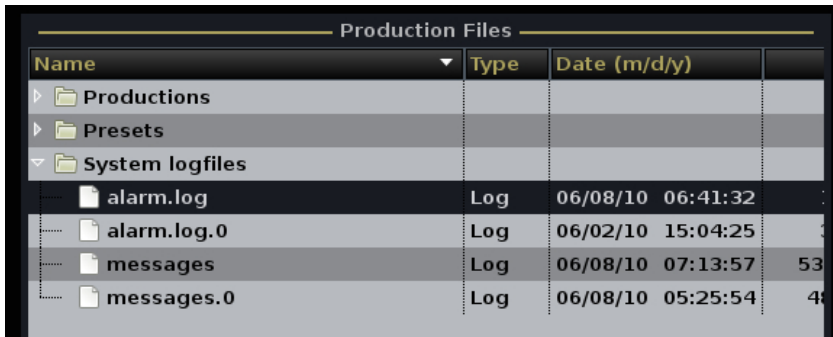 Production Files
Name Type Date (m/d/y)
Productions
Presets
System logfiles
alarm.log Log 06/08/10 06:41:32
alarm.log.0 Log 06/02/10 15:04:25
messages Log 06/08/10 07:13:57 53
messages.0 Log 06/08/10 05:25:54